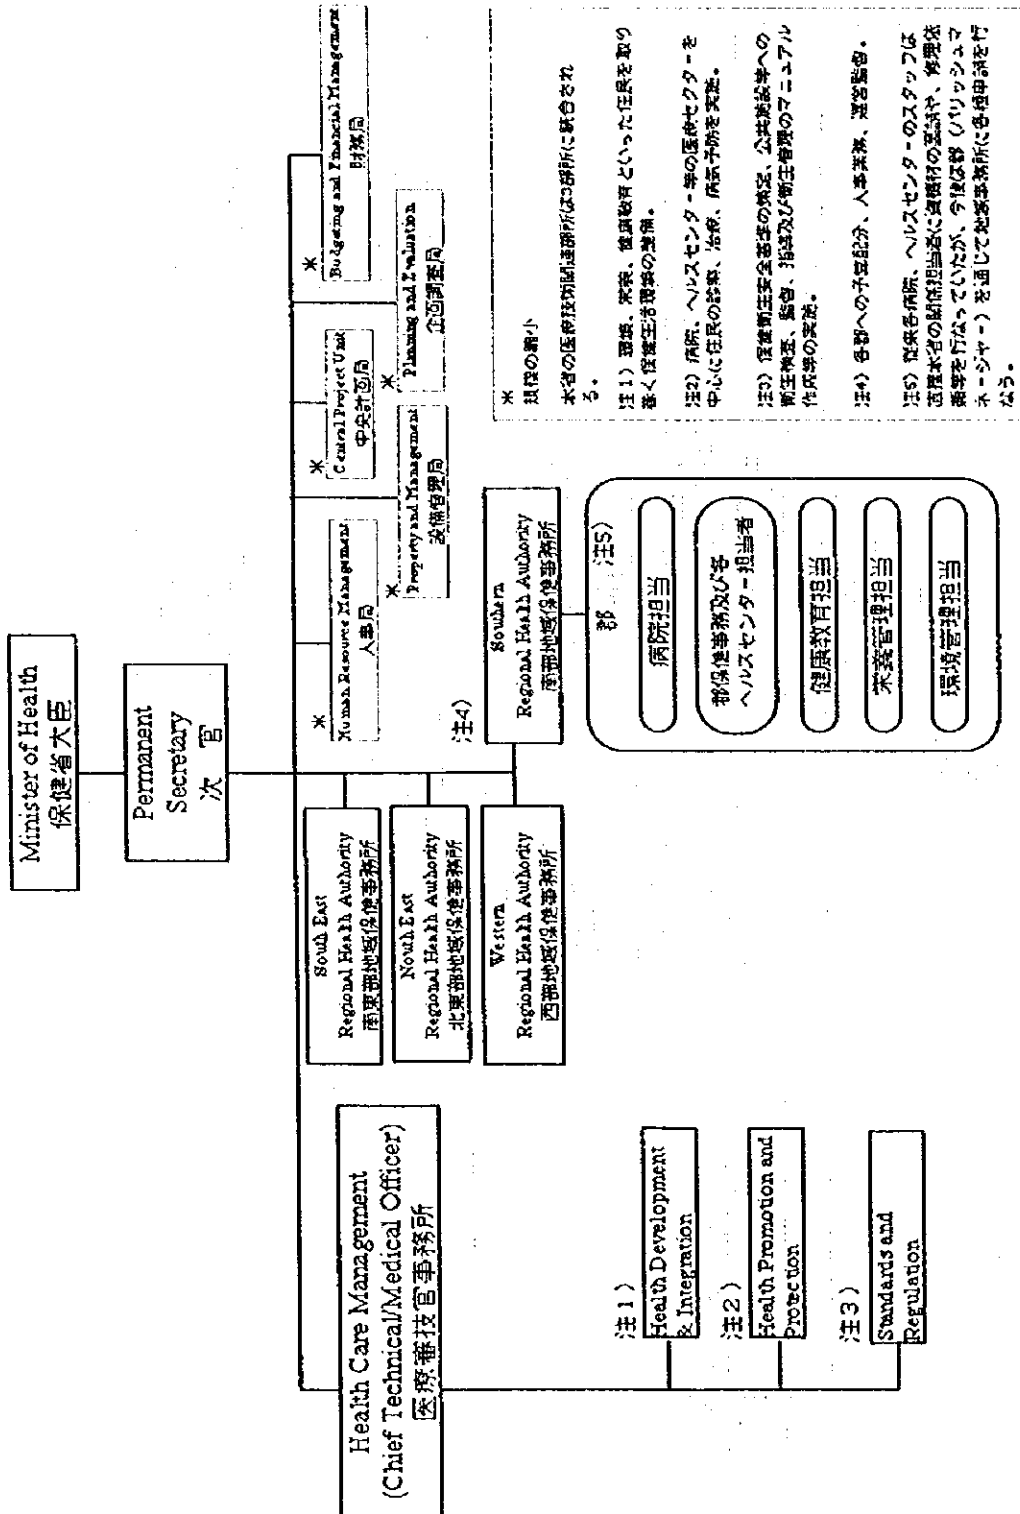 Minister of Health
保健省大臣
Permanent
Secretary
次　官
Health Care Management
(Chief Technical/Medical Officer)
医療審技官事務所
注1）
Health Development
& Integration
注2）
Health Promotion and
Protection
注3）
Standards and
Regulation
South East
Regional Health Authority
南東部地域保健事務所
North East
Regional Health Authority
北東部地域保健事務所
Western
Regional Health Authority
西部地域保健事務所
注4）
Southern
Regional Health Authority
南部地域保健事務所
郡　注5）
病院担当
郡保健事務及び各
ヘルスセンター担当者
健康教育担当
栄養管理担当
環境管理担当
*
Human Resource Management
人事局
*
Property and Management
設備管理局
*
Central Project Unit
中央計画局
*
Planning and Evaluation
企画調査局
*
Budgeting and Financial Management
財務局
*
規模の縮小
本省の医療技術関連部所は3部所に統合され
る。
注1）環境、家族、健康教育といった住民を取り
巻く保健生活環境の整備。
注2）病院、ヘルスセンター等の医療セクターを
中心に住民の診察、治療、病気予防を実施。
注3）保健衛生安全基準の策定、公共施設等への
衛生検査、監督、指導及び衛生管理のマニュアル
作成等の実施。
注4）各郡への予算配分、人事業務、運営監督。
注5）従来各病院、ヘルスセンターのスタッフは
直接本省の関係担当者に資機材の要請や、修理依
頼等を行なっていたが、今後は郡（パリッシュマ
ネージャー）を通じて地域事務所に各種申請を行
なう。